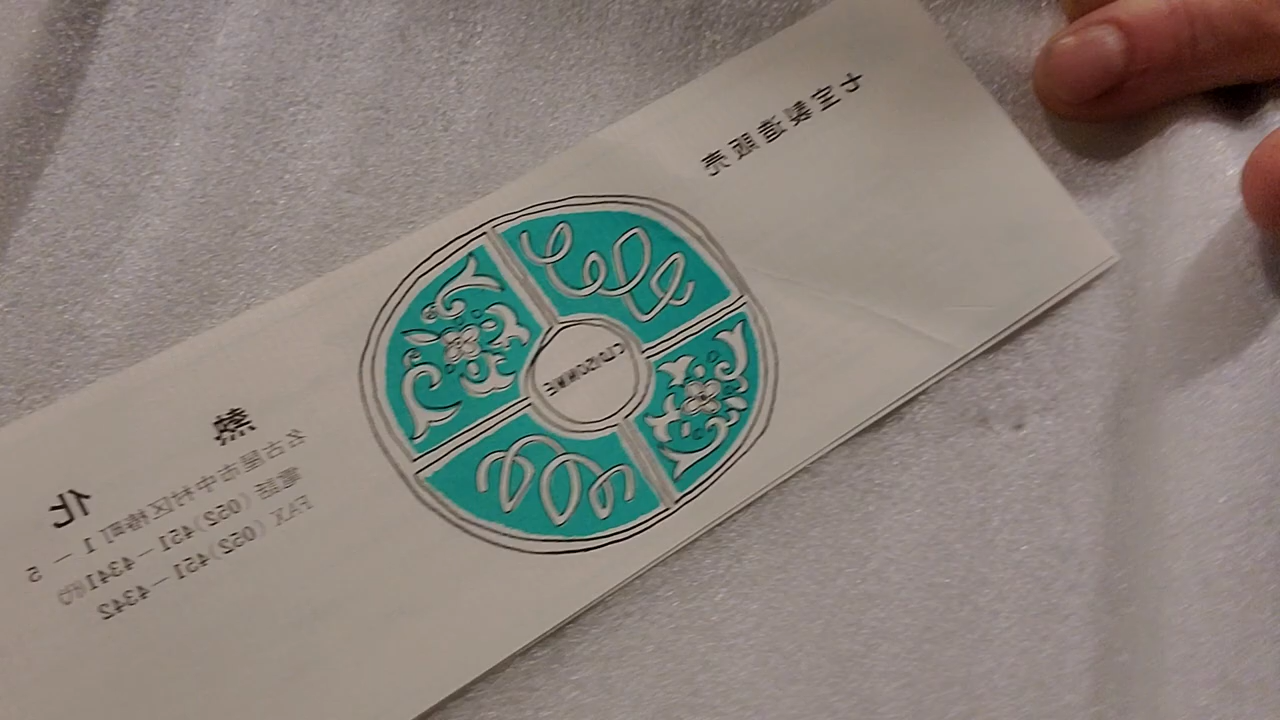 七宝製造販売
CLOISONNE
化
名古屋市中村区椿町1-5
電話 (052)451-4341㈹
FAX (052)451-4342